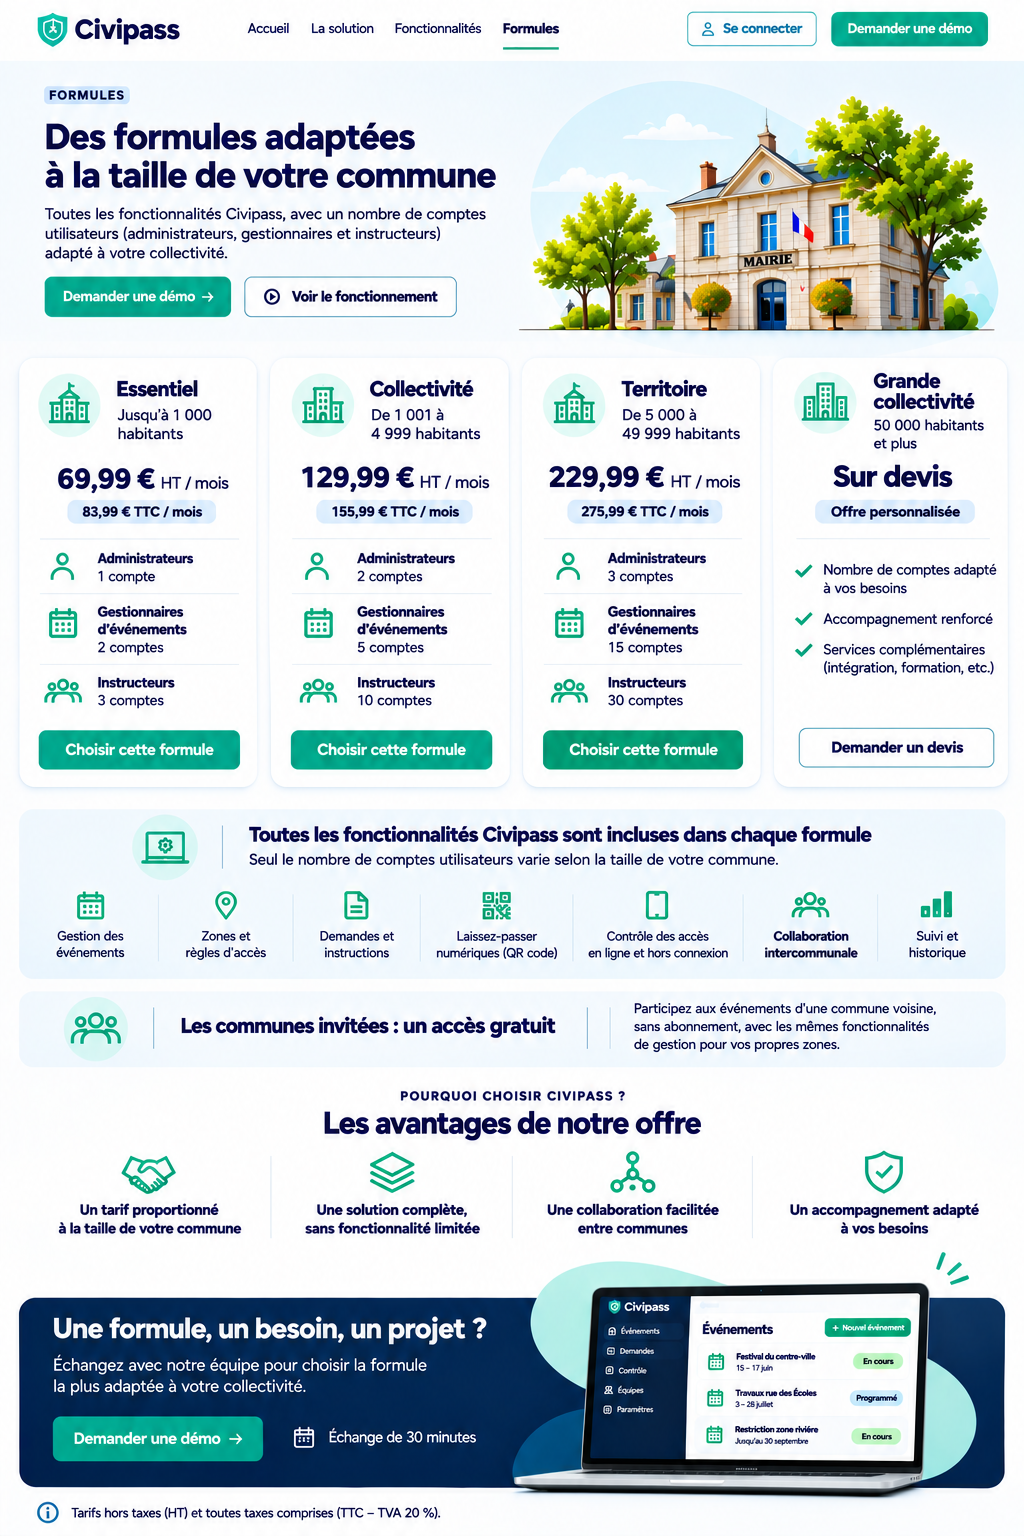 Civipass
Accueil
La solution
Fonctionnalités
Formules
Se connecter
Demander une démo
FORMULES
Des formules adaptées
à la taille de votre commune
Toutes les fonctionnalités Civipass, avec un nombre de comptes
utilisateurs (administrateurs, gestionnaires et instructeurs)
adapté à votre collectivité.
Demander une démo →
Voir le fonctionnement
MAIRIE
Essentiel
Jusqu'à 1 000
habitants
69,99 € HT / mois
83,99 € TTC / mois
Administrateurs
1 compte
Gestionnaires
d'événements
2 comptes
Instructeurs
3 comptes
Choisir cette formule
Collectivité
De 1 001 à
4 999 habitants
129,99 € HT / mois
155,99 € TTC / mois
Administrateurs
2 comptes
Gestionnaires
d'événements
5 comptes
Instructeurs
10 comptes
Choisir cette formule
Territoire
De 5 000 à
49 999 habitants
229,99 € HT / mois
275,99 € TTC / mois
Administrateurs
3 comptes
Gestionnaires
d'événements
15 comptes
Instructeurs
30 comptes
Choisir cette formule
Grande
collectivité
50 000 habitants
et plus
Sur devis
Offre personnalisée
Nombre de comptes adapté
à vos besoins
Accompagnement renforcé
Services complémentaires
(intégration, formation, etc.)
Demander un devis
Toutes les fonctionnalités Civipass sont incluses dans chaque formule
Seul le nombre de comptes utilisateurs varie selon la taille de votre commune.
Gestion des
événements
Zones et
règles d'accès
Demandes et
instructions
Laissez-passer
numériques (QR code)
Contrôle des accès
en ligne et hors connexion
Collaboration
intercommunale
Suivi et
historique
Les communes invitées : un accès gratuit
Participez aux événements d'une commune voisine,
sans abonnement, avec les mêmes fonctionnalités
de gestion pour vos propres zones.
POURQUOI CHOISIR CIVIPASS ?
Les avantages de notre offre
Un tarif proportionné
à la taille de votre commune
Une solution complète,
sans fonctionnalité limitée
Une collaboration facilitée
entre communes
Un accompagnement adapté
à vos besoins
Une formule, un besoin, un projet ?
Échangez avec notre équipe pour choisir la formule
la plus adaptée à votre collectivité.
Demander une démo →
Échange de 30 minutes
Civipass
Événements
Demandes
Contrôle
Équipes
Paramètres
Événements
+ Nouvel événement
Festival du centre-ville
15 – 17 juin
En cours
Travaux rue des Écoles
3 – 28 juillet
Programmé
Restriction zone rivière
Jusqu'au 30 septembre
En cours
Tarifs hors taxes (HT) et toutes taxes comprises (TTC – TVA 20 %).